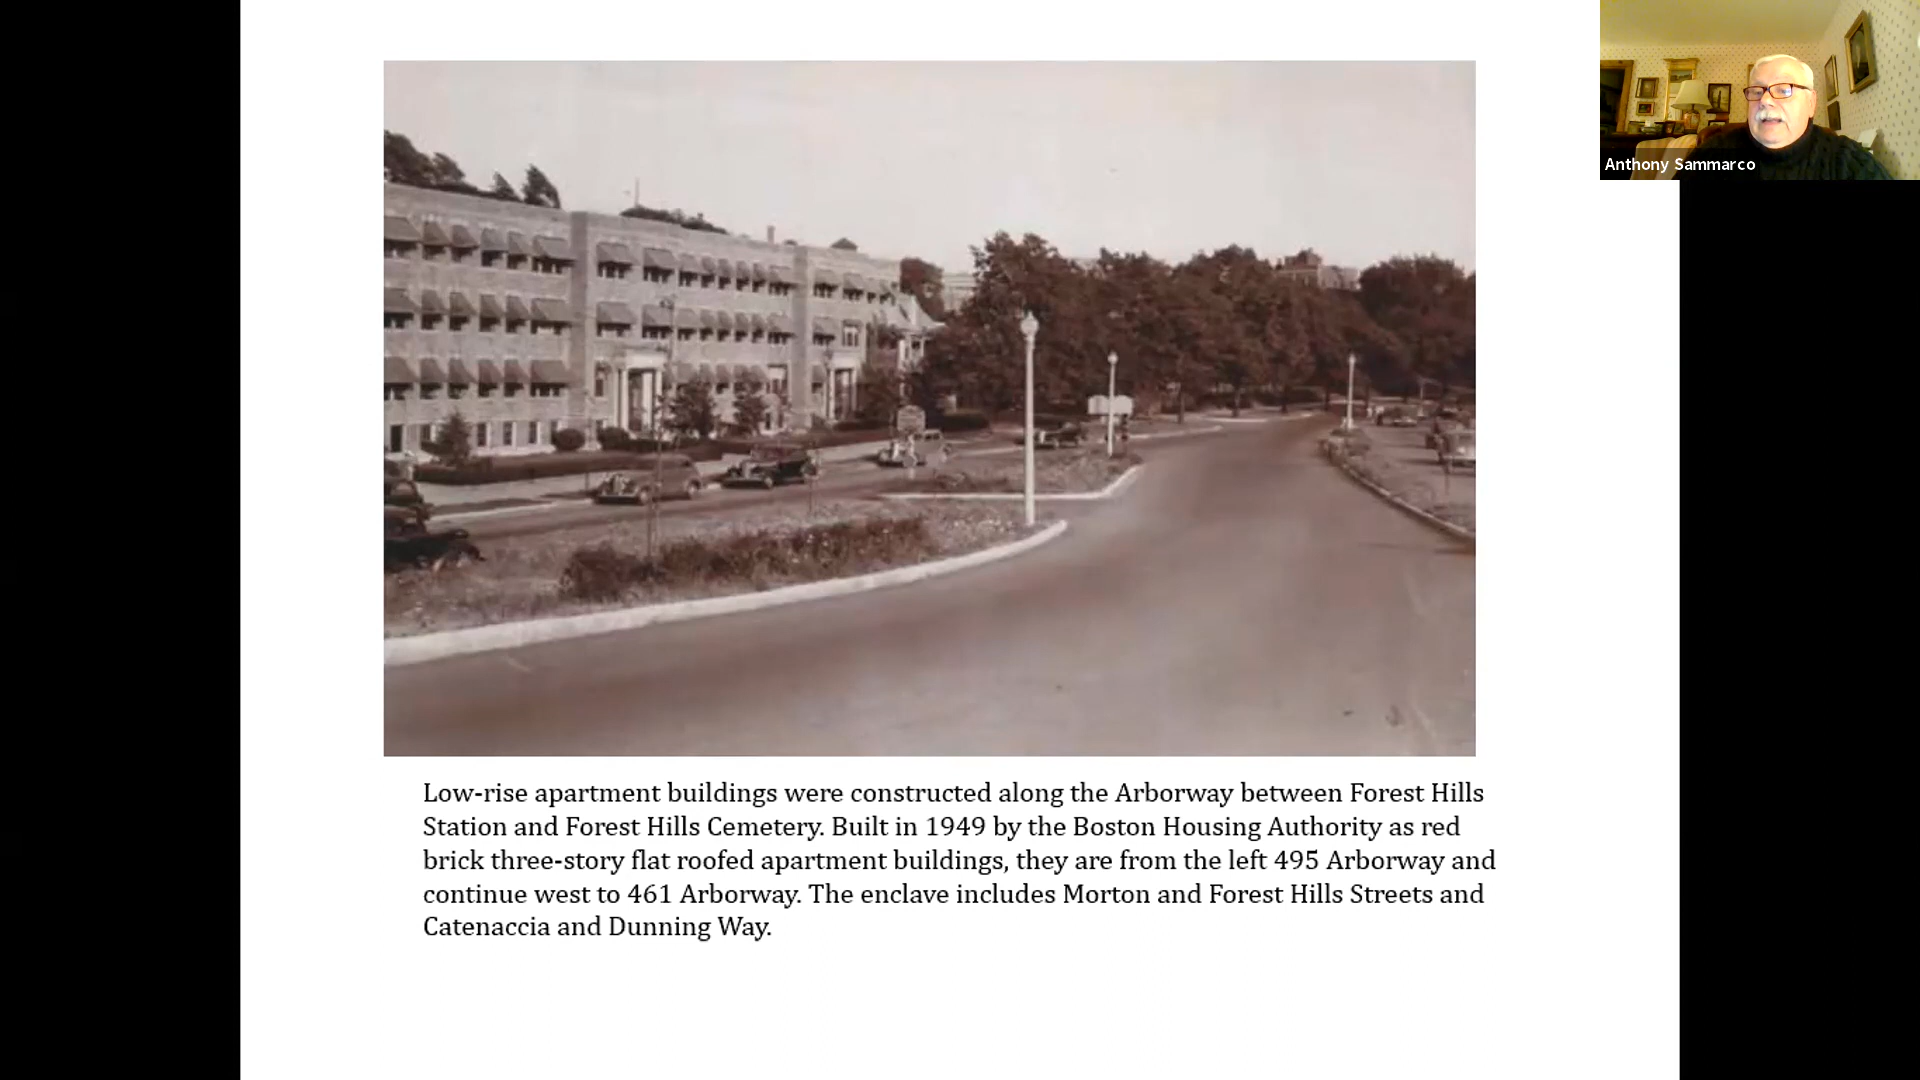 Anthony Sammarco
Low-rise apartment buildings were constructed along the Arborway between Forest Hills
Station and Forest Hills Cemetery. Built in 1949 by the Boston Housing Authority as red
brick three-story flat roofed apartment buildings, they are from the left 495 Arborway and
continue west to 461 Arborway. The enclave includes Morton and Forest Hills Streets and
Catenaccia and Dunning Way.